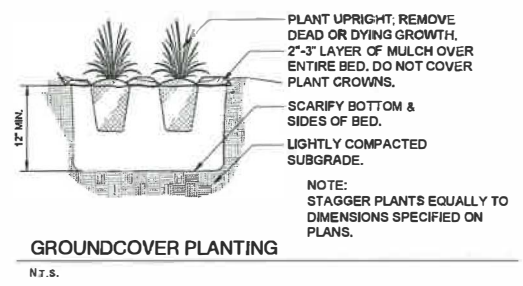 PLANT UPRIGHT; REMOVE
DEAD OR DYING GROWTH.
2"-3" LAYER OF MULCH OVER
ENTIRE BED. DO NOT COVER
PLANT CROWNS.
SCARIFY BOTTOM &
SIDES OF BED.
LIGHTLY COMPACTED
SUBGRADE.
12" MIN.
NOTE:
STAGGER PLANTS EQUALLY TO
DIMENSIONS SPECIFIED ON
PLANS.
GROUNDCOVER PLANTING
N.T.S.